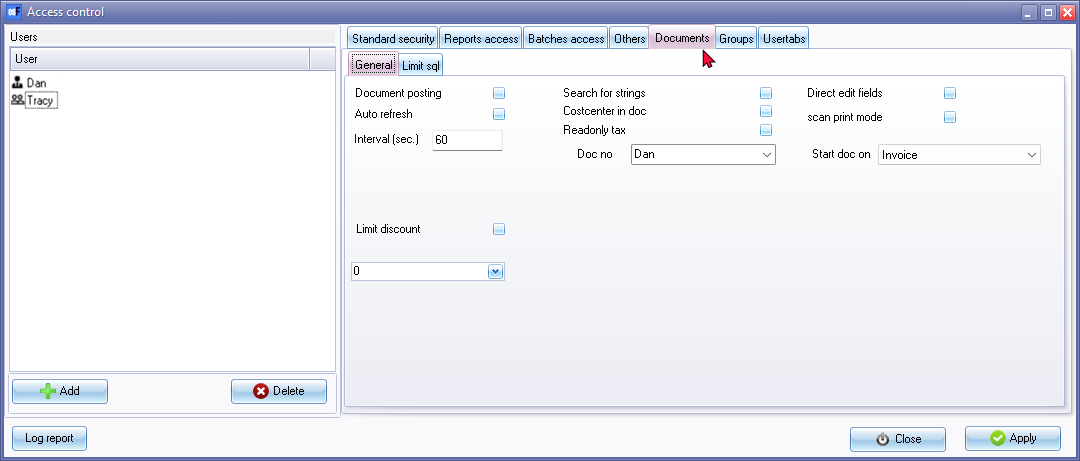 Access control
Users
User
Dan
Tracy
Add
Delete
Log report
Standard security
Reports access
Batches access
Others
Documents
Groups
Usertabs
General
Limit sql
Document posting
Auto refresh
Interval (sec.)
60
Limit discount
0
Search for strings
Costcenter in doc
Readonly tax
Doc no
Dan
Direct edit fields
scan print mode
Start doc on
Invoice
Close
Apply